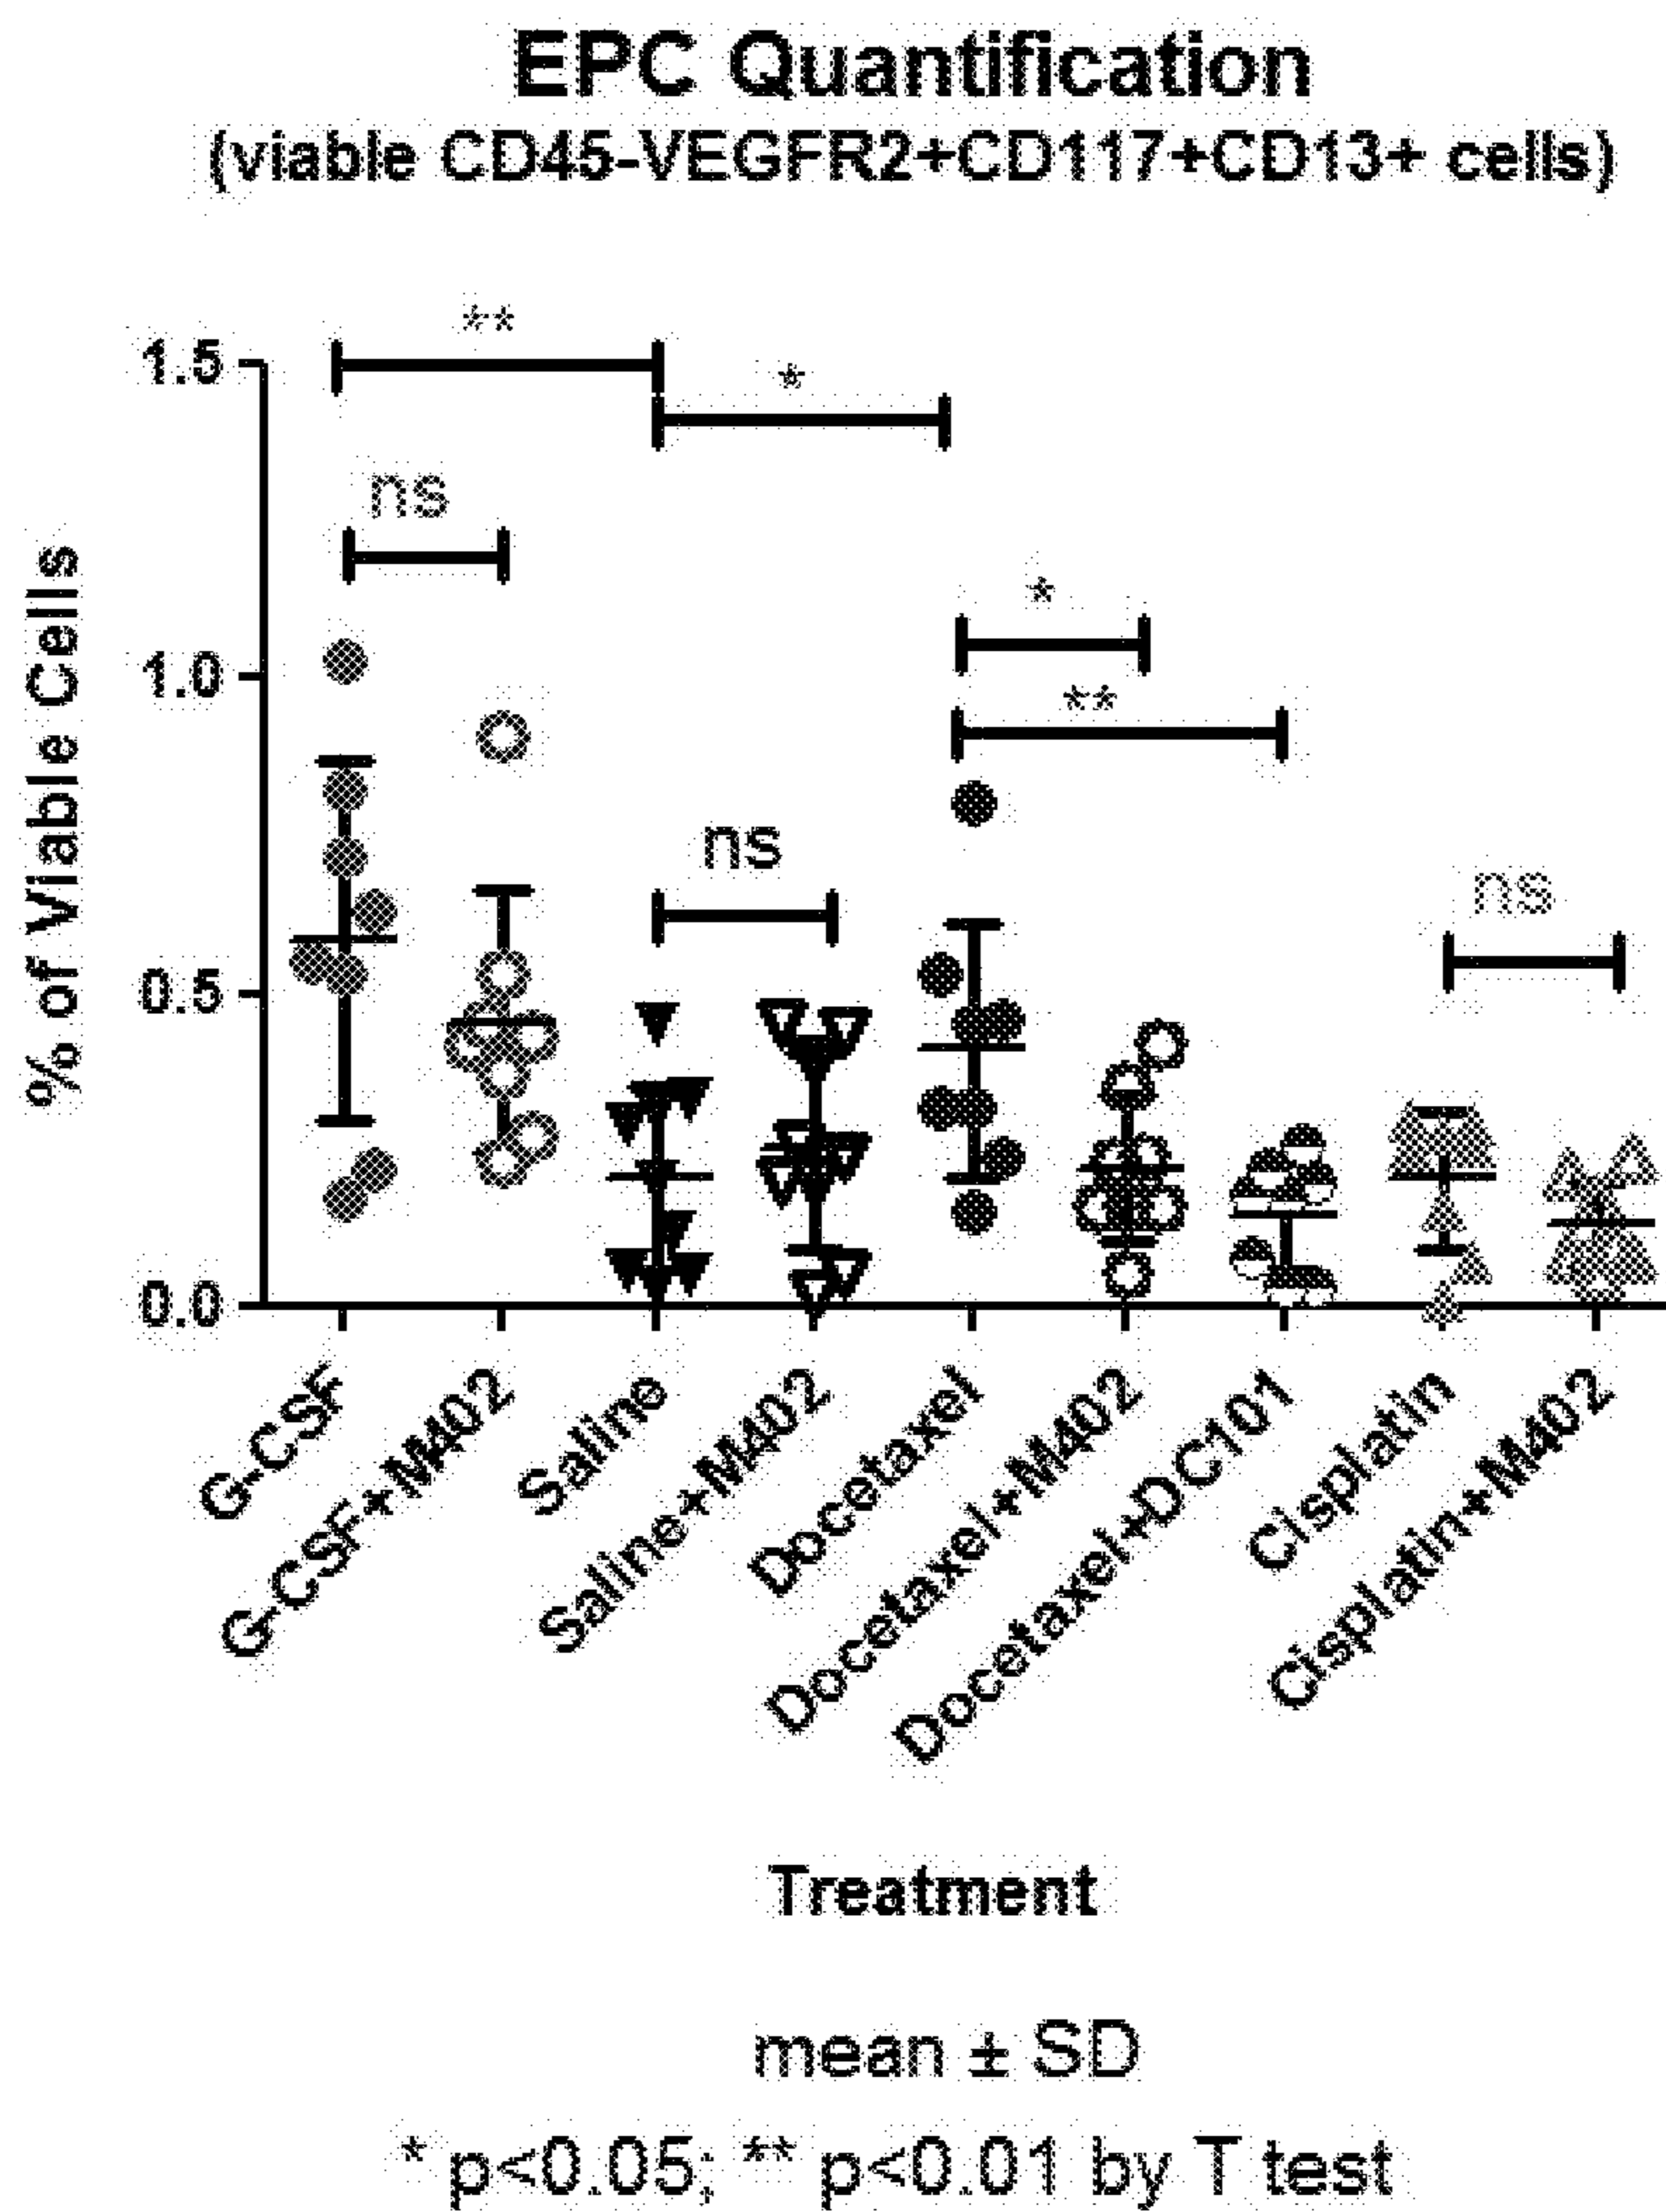 EPC Quantification
(viable CD45-VEGFR2+CD117+CD13+ cells)
% of Viable Cells
1.5
1.0
0.5
0.0
**
*
ns
*
**
ns
ns
G-CSF
G-CSF+M402
Saline
Saline+M402
Docetaxel
Docetaxel+M402
Docetaxel+DC101
Cisplatin
Cisplatin+M402
Treatment
mean ± SD
* p<0.05; ** p<0.01 by T test